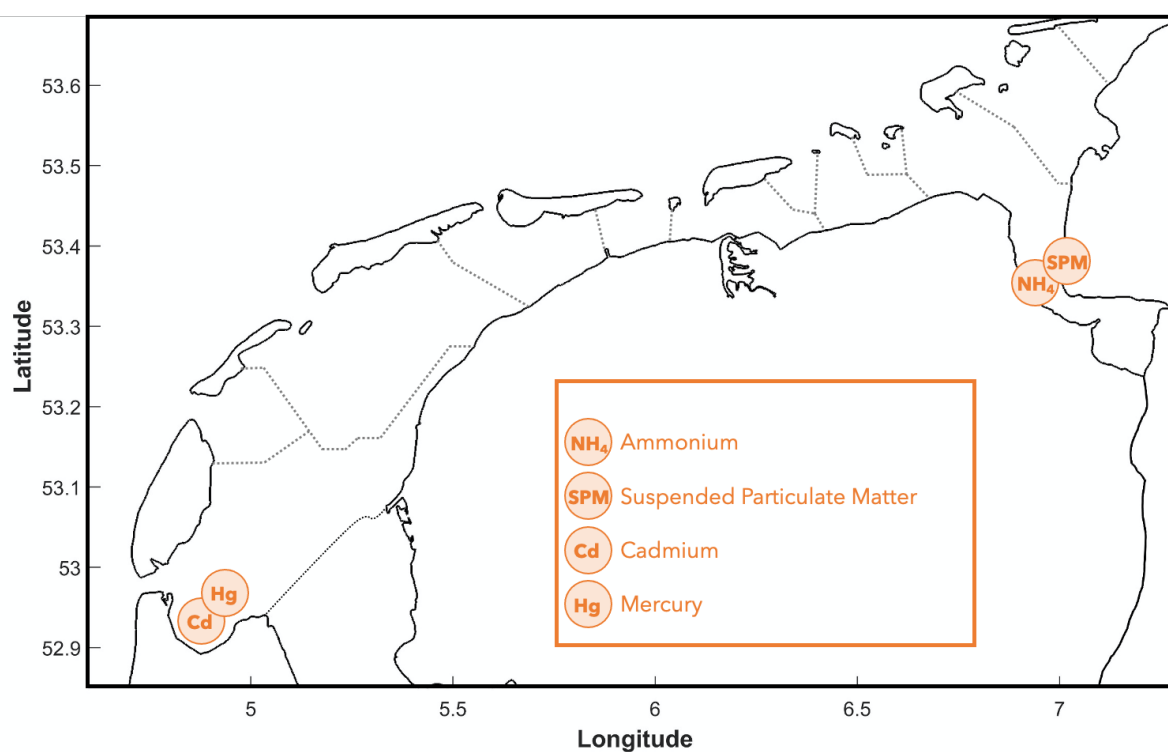 53.6
53.5
53.4
53.3
53.2
53.1
53
52.9
Latitude
SPM
NH₄
Hg
Cd
NH₄ Ammonium
SPM Suspended Particulate Matter
Cd Cadmium
Hg Mercury
5
5.5
6
6.5
7
Longitude